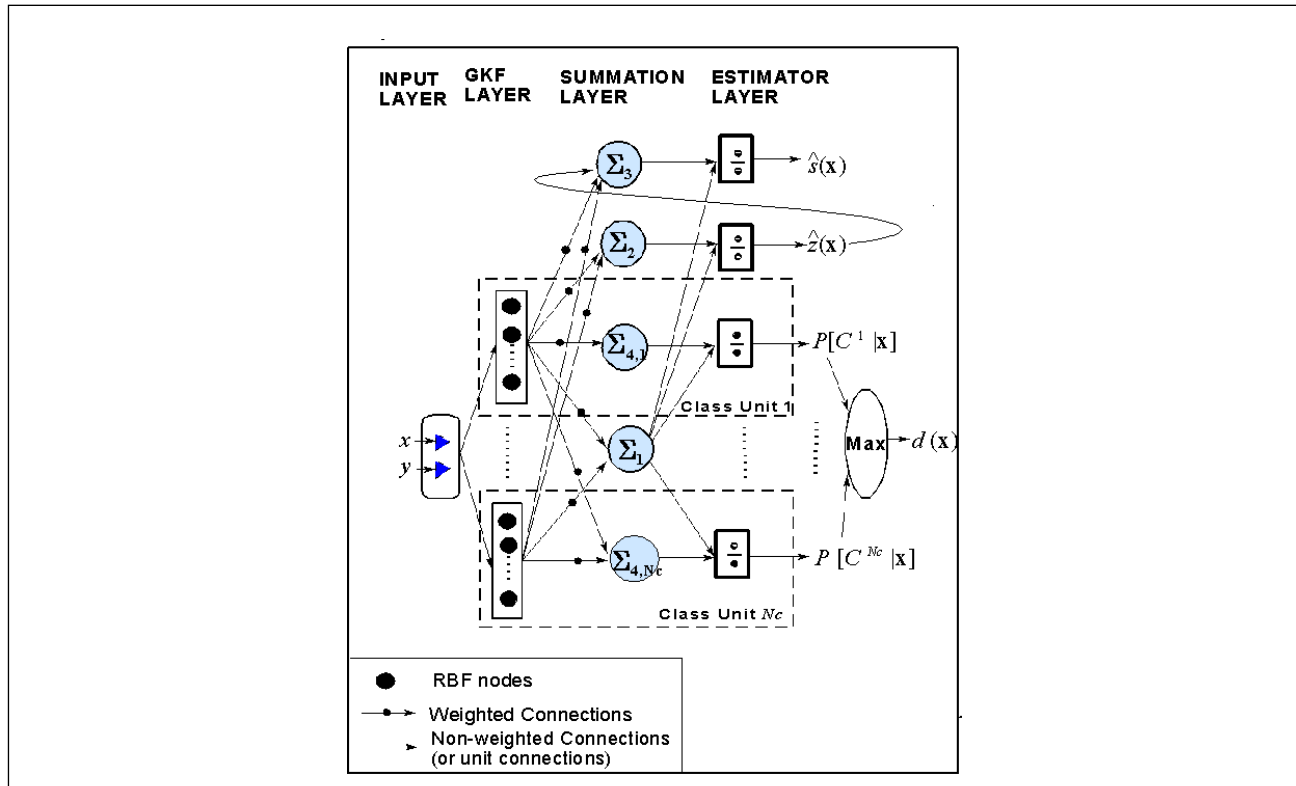 INPUT LAYER
GKF LAYER
SUMMATION LAYER
ESTIMATOR LAYER
Σ3
ŝ(x)
Σ2
ẑ(x)
Σ4,1
P[C 1 |x]
Class Unit 1
x
y
Σ1
Max
d (x)
Σ4,Nc
P [C Nc |x]
Class Unit Nc
RBF nodes
Weighted Connections
Non-weighted Connections
(or unit connections)